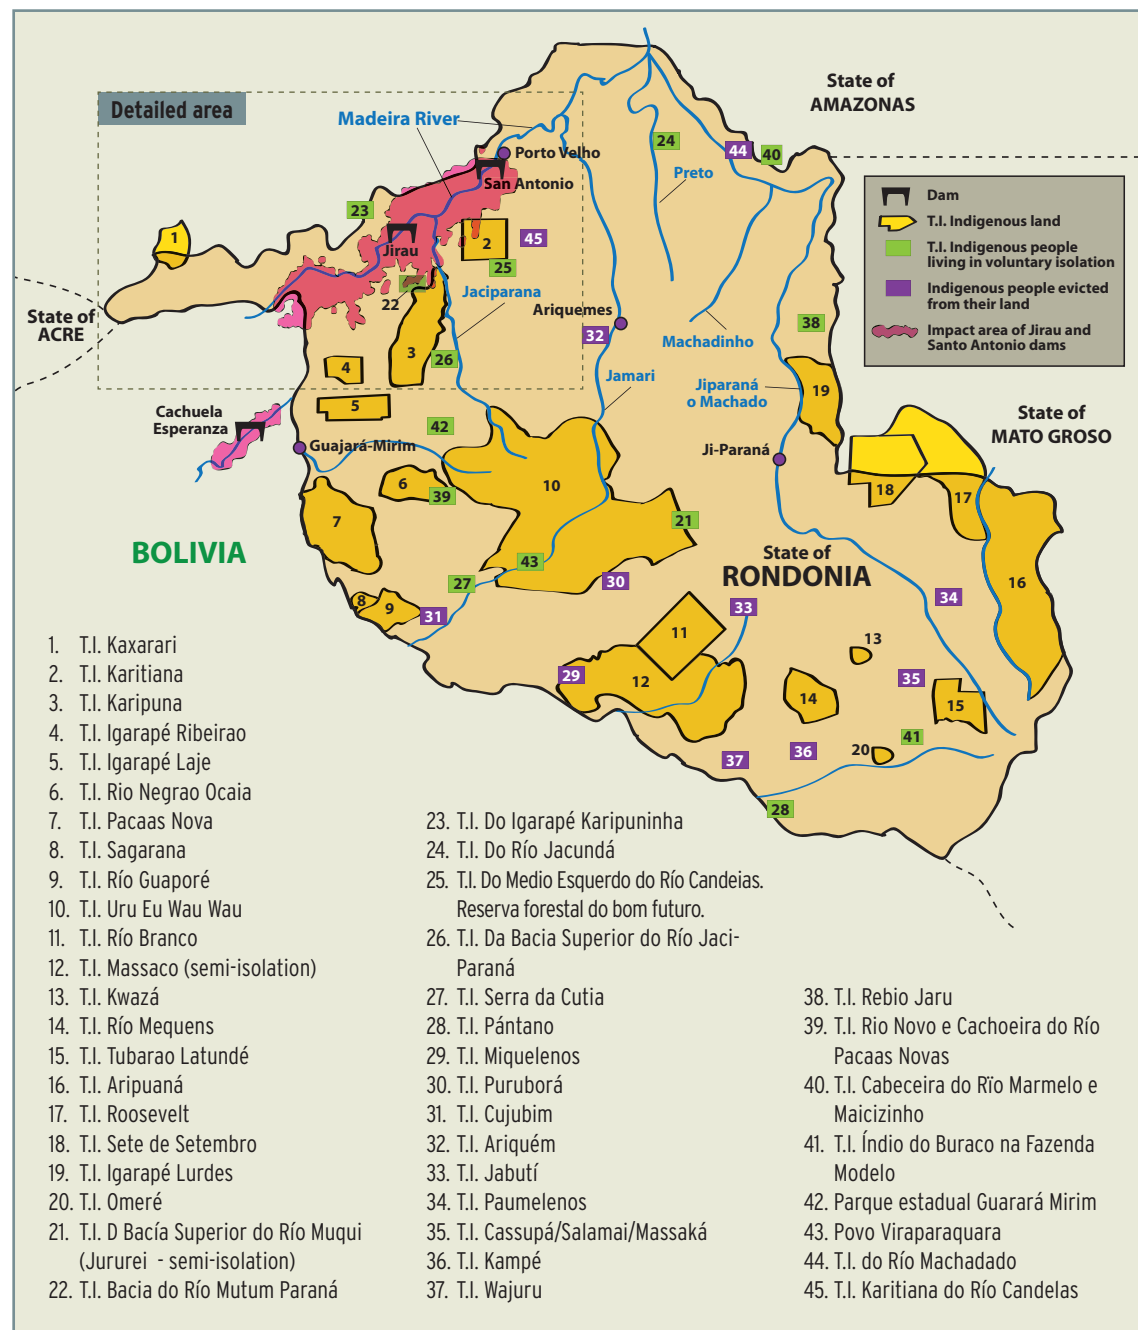 State of
AMAZONAS
Detailed area
Madeira River
24
44
40
Porto Velho
Preto
San Antonio
Dam
T.I. Indigenous land
T.I. Indigenous people
living in voluntary isolation
Indigenous people evicted
from their land
Impact area of Jirau and
Santo Antonio dams
23
1
2
45
Jirau
25
22
Jaciparana
Ariquemes
State of
ACRE
32
38
Machadinho
3
26
4
Jamari
Jiparaná
o Machado
19
5
Cachuela
Esperanza
42
State of
MATO GROSO
Guajará-Mirim
Ji-Paraná
6
39
10
18
17
7
21
BOLIVIA
43
State of
RONDONIA
27
30
16
8
9
31
33
34
11
13
29
12
35
14
15
41
37
36
20
28
1. T.I. Kaxarari
2. T.I. Karitiana
3. T.I. Karipuna
4. T.I. Igarapé Ribeirao
5. T.I. Igarapé Laje
6. T.I. Rio Negrao Ocaia
7. T.I. Pacaas Nova
8. T.I. Sagarana
9. T.I. Río Guaporé
10. T.I. Uru Eu Wau Wau
11. T.I. Río Branco
12. T.I. Massaco (semi-isolation)
13. T.I. Kwazá
14. T.I. Río Mequens
15. T.I. Tubarao Latundé
16. T.I. Aripuaná
17. T.I. Roosevelt
18. T.I. Sete de Setembro
19. T.I. Igarapé Lurdes
20. T.I. Omeré
21. T.I. D Bacía Superior do Río Muqui
(Jururei - semi-isolation)
22. T.I. Bacia do Río Mutum Paraná
23. T.I. Do Igarapé Karipuninha
24. T.I. Do Río Jacundá
25. T.I. Do Medio Esquerdo do Río Candeias.
Reserva forestal do bom futuro.
26. T.I. Da Bacia Superior do Río Jaci-
Paraná
27. T.I. Serra da Cutia
28. T.I. Pántano
29. T.I. Miquelenos
30. T.I. Puruborá
31. T.I. Cujubim
32. T.I. Ariquém
33. T.I. Jabutí
34. T.I. Paumelenos
35. T.I. Cassupá/Salamai/Massaká
36. T.I. Kampé
37. T.I. Wajuru
38. T.I. Rebio Jaru
39. T.I. Rio Novo e Cachoeira do Río
Pacaas Novas
40. T.I. Cabeceira do Rïo Marmelo e
Maicizinho
41. T.I. Índio do Buraco na Fazenda
Modelo
42. Parque estadual Guarará Mirim
43. Povo Viraparaquara
44. T.I. do Río Machadado
45. T.I. Karitiana do Río Candelas